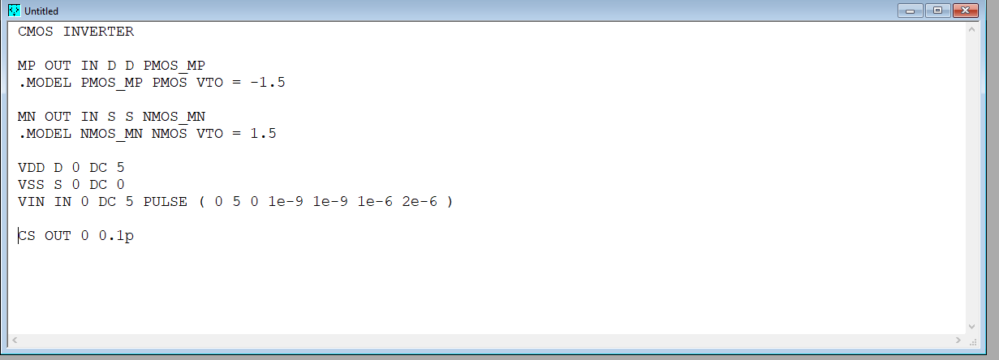 Untitled
CMOS INVERTER
MP OUT IN D D PMOS_MP
.MODEL PMOS_MP PMOS VTO = -1.5
MN OUT IN S S NMOS_MN
.MODEL NMOS_MN NMOS VTO = 1.5
VDD D 0 DC 5
VSS S 0 DC 0
VIN IN 0 DC 5 PULSE ( 0 5 0 1e-9 1e-9 1e-6 2e-6 )
CS OUT 0 0.1p